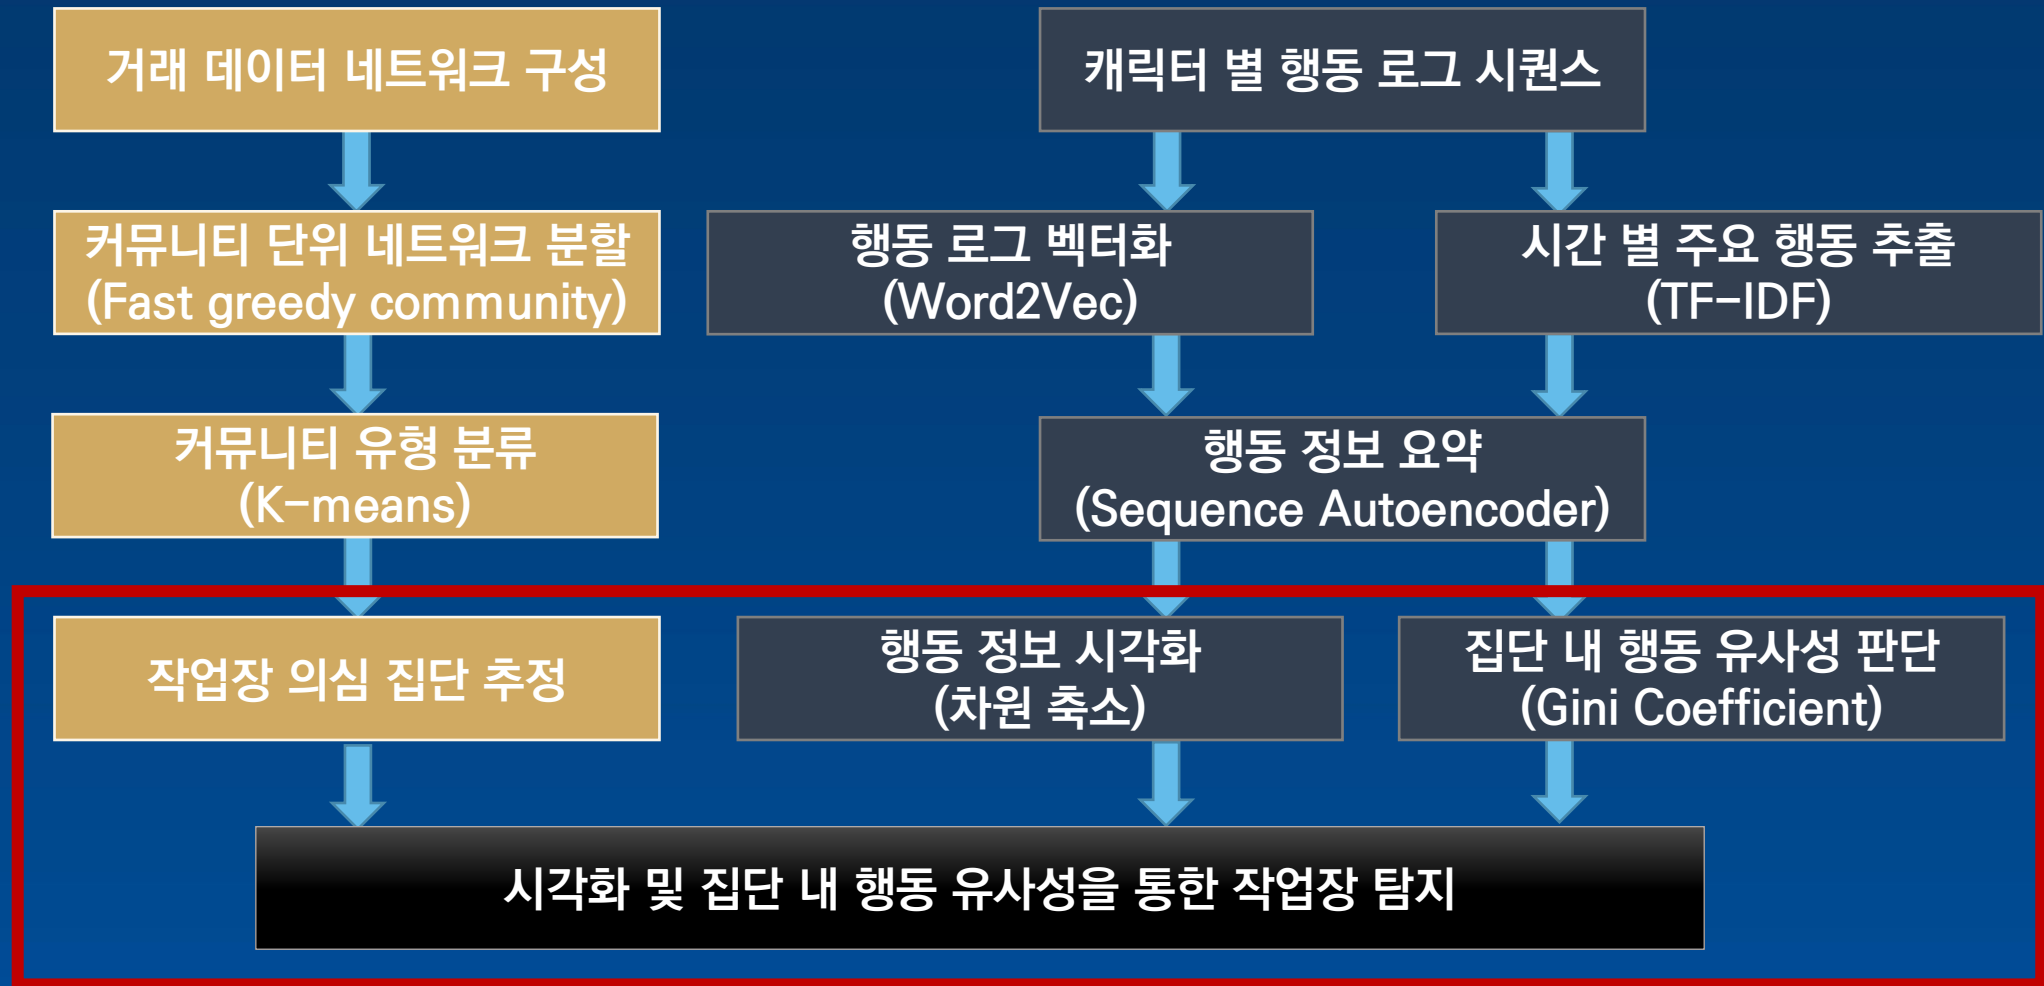 거래 데이터 네트워크 구성
캐릭터 별 행동 로그 시퀀스
커뮤니티 단위 네트워크 분할
(Fast greedy community)
행동 로그 벡터화
(Word2Vec)
시간 별 주요 행동 추출
(TF-IDF)
커뮤니티 유형 분류
(K-means)
행동 정보 요약
(Sequence Autoencoder)
작업장 의심 집단 추정
행동 정보 시각화
(차원 축소)
집단 내 행동 유사성 판단
(Gini Coefficient)
시각화 및 집단 내 행동 유사성을 통한 작업장 탐지